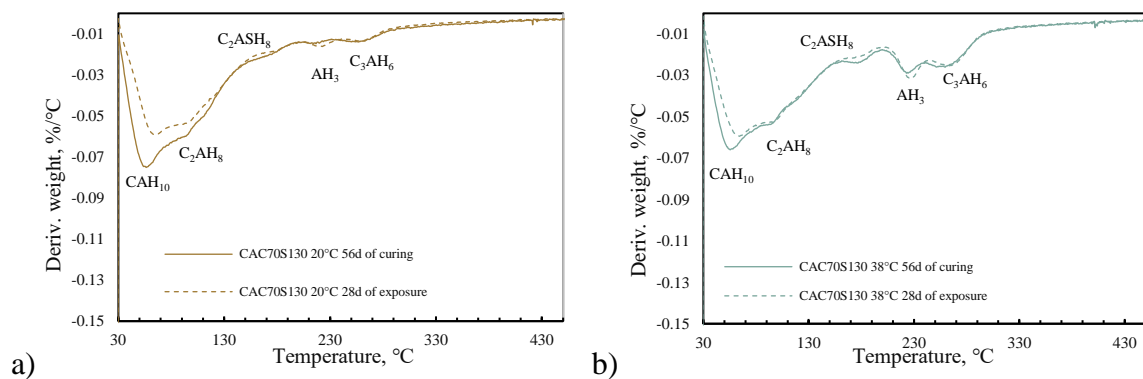 -0.01
-0.03
-0.05
-0.07
-0.09
-0.11
-0.13
-0.15
Deriv. weight, %/°C
C₂ASH₈
AH₃
C₃AH₆
C₂AH₈
CAH₁₀
CAC70S130 20°C 56d of curing
CAC70S130 20°C 28d of exposure
30 130 230 330 430
Temperature, °C
a)
-0.01
-0.03
-0.05
-0.07
-0.09
-0.11
-0.13
-0.15
Deriv. weight, %/°C
C₂ASH₈
AH₃
C₃AH₆
C₂AH₈
CAH₁₀
CAC70S130 38°C 56d of curing
CAC70S130 38°C 28d of exposure
30 130 230 330 430
Temperature, °C
b)